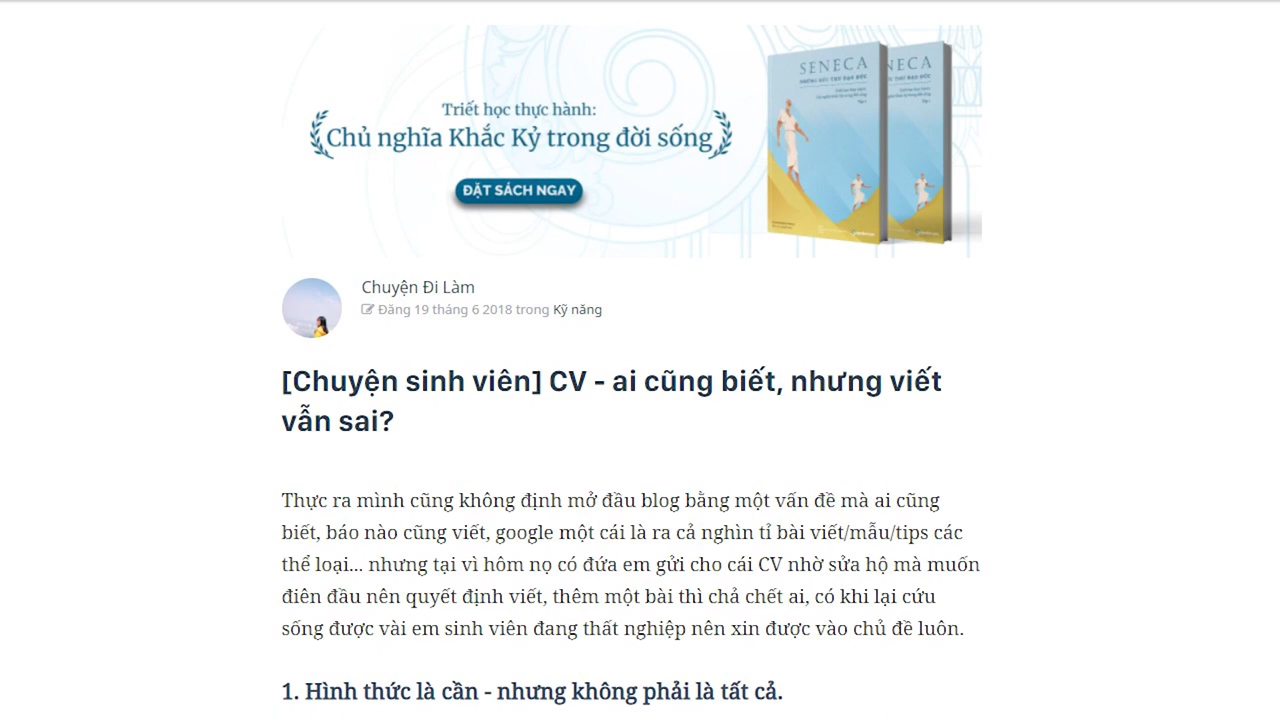 Triết học thực hành:
Chủ nghĩa Khắc Kỷ trong đời sống
ĐẶT SÁCH NGAY
SENECA
NHỮNG BỨC THƯ ĐẠO ĐỨC
Chuyện Đi Làm
Đăng 19 tháng 6 2018 trong Kỹ năng
[Chuyện sinh viên] CV - ai cũng biết, nhưng viết
vẫn sai?
Thực ra mình cũng không định mở đầu blog bằng một vấn đề mà ai cũng
biết, báo nào cũng viết, google một cái là ra cả nghìn tỉ bài viết/mẫu/tips các
thể loại... nhưng tại vì hôm nọ có đứa em gửi cho cái CV nhờ sửa hộ mà muốn
điên đầu nên quyết định viết, thêm một bài thì chả chết ai, có khi lại cứu
sống được vài em sinh viên đang thất nghiệp nên xin được vào chủ đề luôn.
1. Hình thức là cần - nhưng không phải là tất cả.